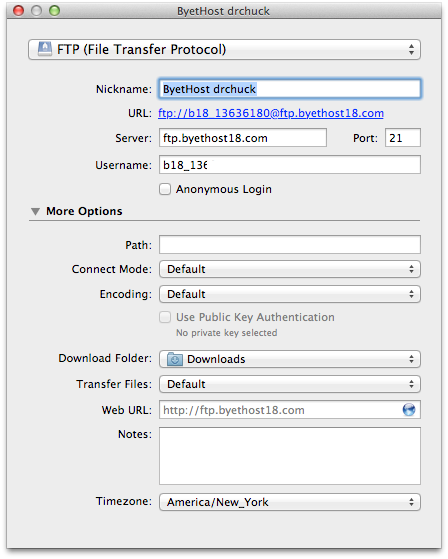 ByetHost drchuck
FTP (File Transfer Protocol)
Nickname: ByetHost drchuck
URL: ftp://b18_13636180@ftp.byethost18.com
Server: ftp.byethost18.com Port: 21
Username: b18_136
Anonymous Login
More Options
Path:
Connect Mode: Default
Encoding: Default
Use Public Key Authentication
No private key selected
Download Folder: Downloads
Transfer Files: Default
Web URL: http://ftp.byethost18.com
Notes:
Timezone: America/New_York